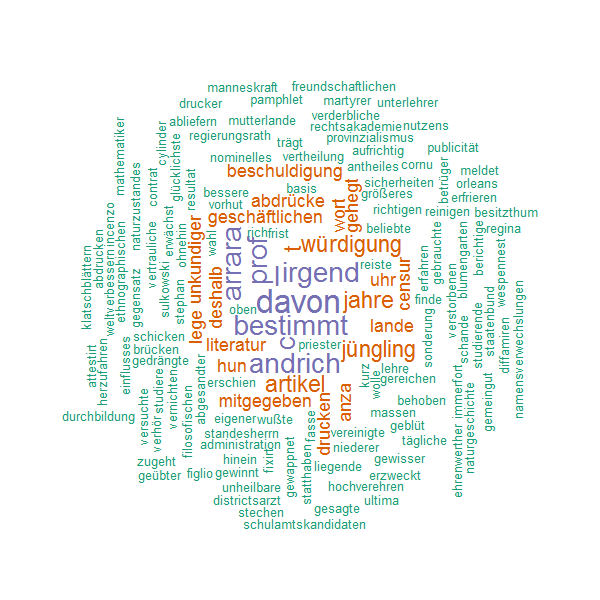 manneskraft
freundschaftlichen
drucker
pamphlet
martyrer
unterlehrer
abliefern
mutterlande
verderbliche
rechtsakademie
nutzens
regierungsrath
trägt
provinzialismus
nominelles
vertheilung
aufrichtig
publicität
beschuldigung
antheiles
cornu
meldet
bessere
basis
sicherheiten
orleans
vorhut
abdrücke
größeres
erfrieren
geschäftlichen
wort
gehegt
richtigen
reinigen
besitzthum
richfrist
beliebte
regina
würdigung
mathematiker
cylinder
glücklichste
resultat
betrüger
incenzo
naturzustandes
contrat
erwächst
ohnehin
wahl
arrara
prof
t
l
irgend
reiste
uhr
censur
erfahren
gebrauchte
blumengarten
berichtige
wespennest
klatschblättern
abdrucken
verbessern
welt
ethnographischen
gegensatz
vertrauliche
sulkowski
stephan
unkundiger
lege
deshalb
oben
davon
jahre
finde
verstorbenen
schande
studierende
staatenbund
diffamiren
namensverwechslungen
bestimmt
lande
sonderung
schicken
literatur
c
priester
jüngling
brücken
gedrängte
hun
andrich
lehre
attestirt
herzufahren
einflusses
erschien
artikel
kurz
wolle
gereichen
immerfort
gemeingut
vernichtend
studiere
abgesandter
mitgegeben
anza
behoben
durchbildung
versuchte
verhör
filosofischen
eigener
wußte
fasse
drucken
massen
geblüt
naturgeschichte
ehrenwerther
standesherrn
vereinigte
tägliche
administration
niederer
zugeht
hinein
fixirt
gewappnet
statthaben
liegende
gewisser
geübter
figlio
gewinnt
erzweckt
unheilbare
hochverehren
districtsarzt
ultima
stechen
gesagte
schulamtskandidaten